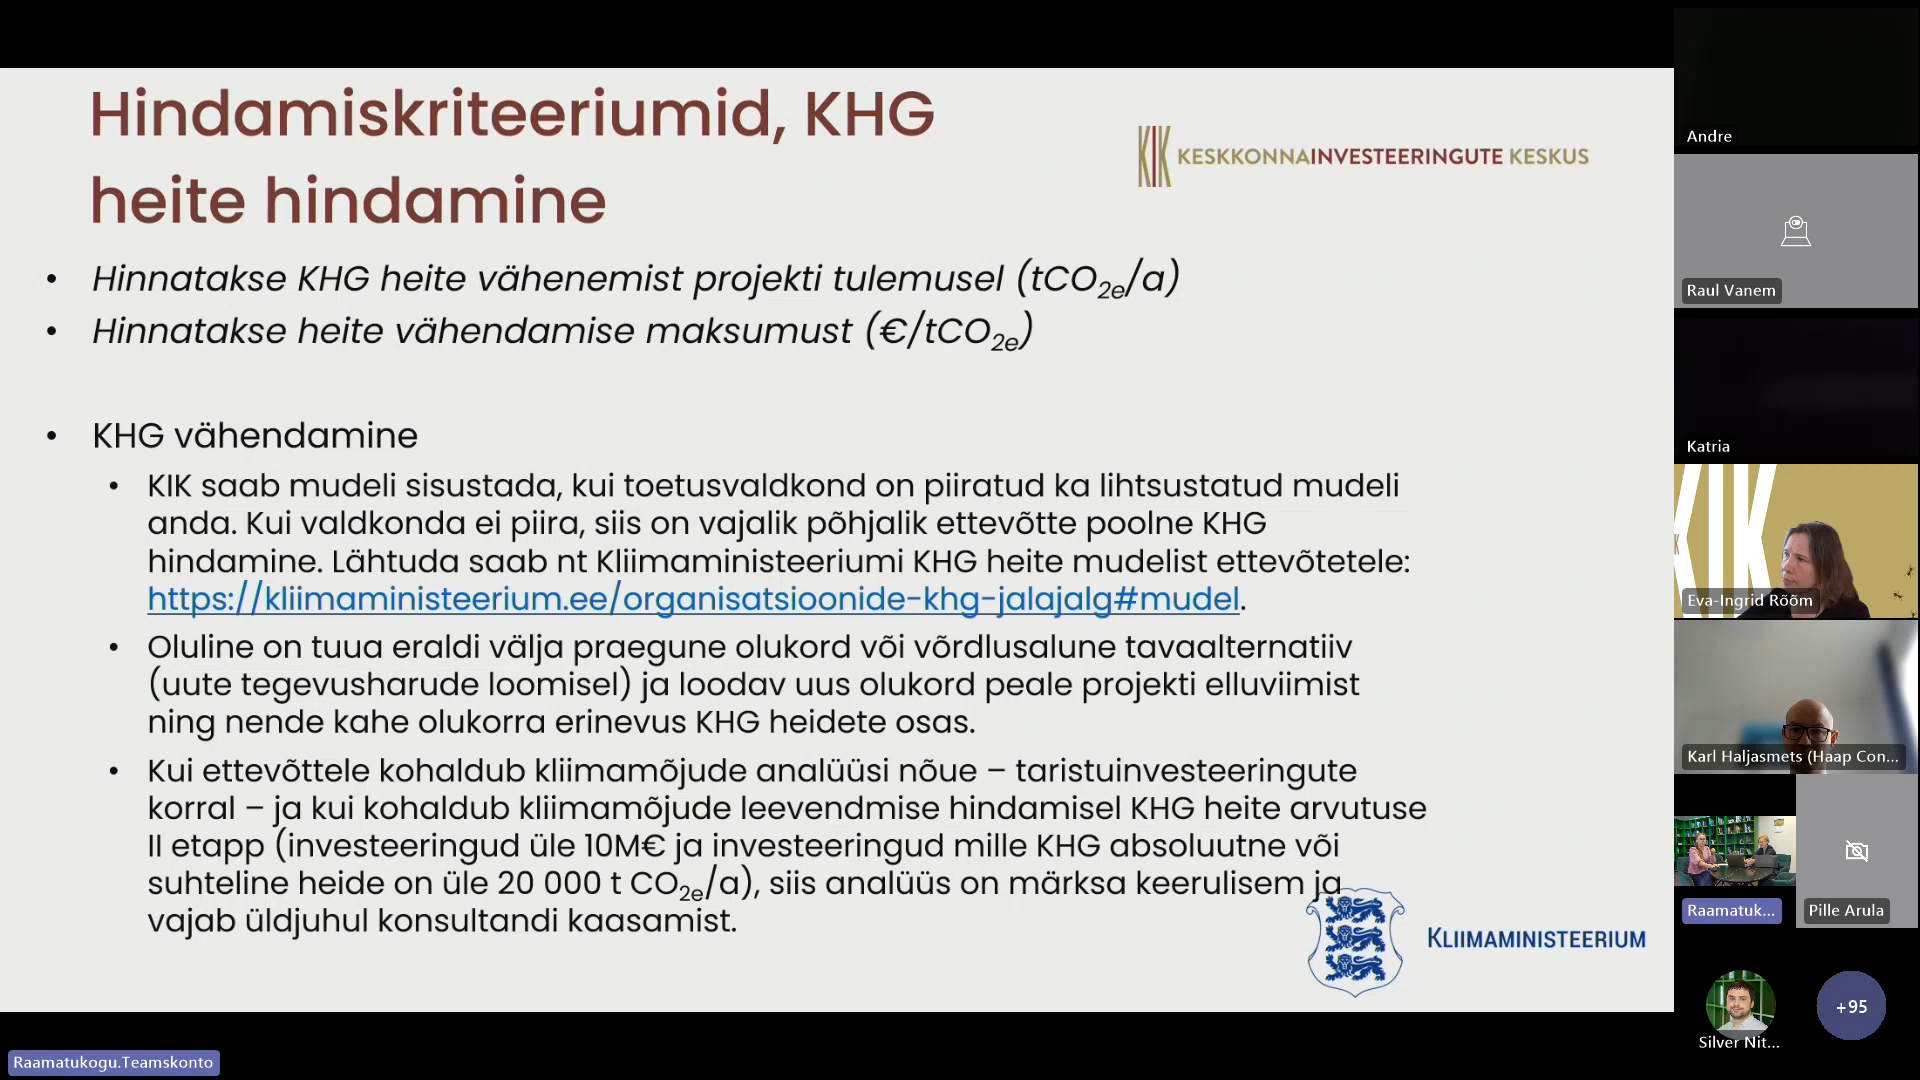 Hindamiskriteeriumid, KHG
heite hindamine
KIK KESKKONNAINVESTEERINGUTE KESKUS
• Hinnatakse KHG heite vähenemist projekti tulemusel (tCO2e/a)
• Hinnatakse heite vähendamise maksumust (€/tCO2e)
• KHG vähendamine
• KIK saab mudeli sisustada, kui toetusvaldkond on piiratud ka lihtsustatud mudeli
anda. Kui valdkonda ei piira, siis on vajalik põhjalik ettevõtte poolne KHG
hindamine. Lähtuda saab nt Kliimaministeeriumi KHG heite mudelist ettevõtetele:
https://kliimaministeerium.ee/organisatsioonide-khg-jalajalg#mudel.
• Oluline on tuua eraldi välja praegune olukord või võrdlusalune tavaalternatiiv
(uute tegevusharude loomisel) ja loodav uus olukord peale projekti elluviimist
ning nende kahe olukorra erinevus KHG heidete osas.
• Kui ettevõttele kohaldub kliimamõjude analüüsi nõue – taristuinvesteeringute
korral – ja kui kohaldub kliimamõjude leevendmise hindamisel KHG heite arvutuse
II etapp (investeeringud üle 10M€ ja investeeringud mille KHG absoluutne või
suhteline heide on üle 20 000 t CO2e/a), siis analüüs on märksa keerulisem ja
vajab üldjuhul konsultandi kaasamist.
KLIIMAMINISTEERIUM
Raamatukogu.Teamskonto
Andre
Raul Vanem
Katria
KIK
Eva-Ingrid Rõõm
Karl Haljasmets (Haap Con...
Raamatuk...
Pille Arula
Silver Nit...
+95